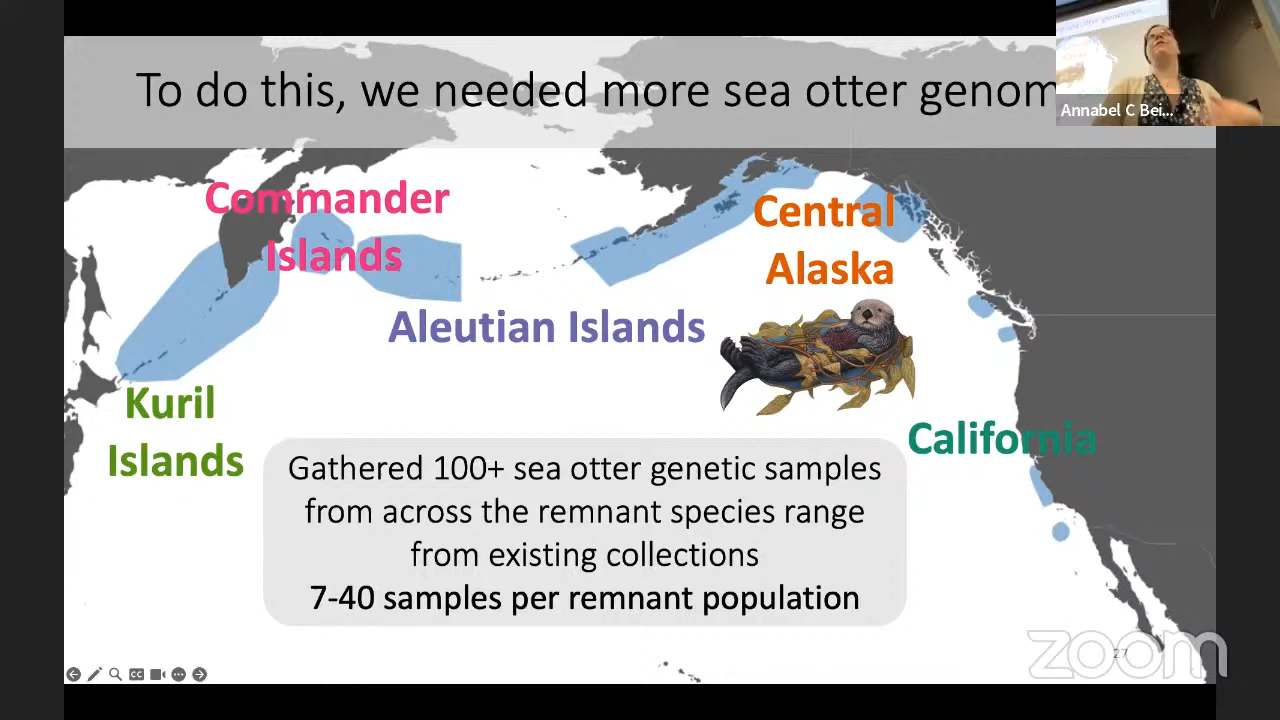 To do this, we needed more sea otter genom
Annabel C Bei...
Commander
Islands
Central
Alaska
Aleutian Islands
Kuril
Islands
California
Gathered 100+ sea otter genetic samples
from across the remnant species range
from existing collections
7-40 samples per remnant population
27
zoom
CC